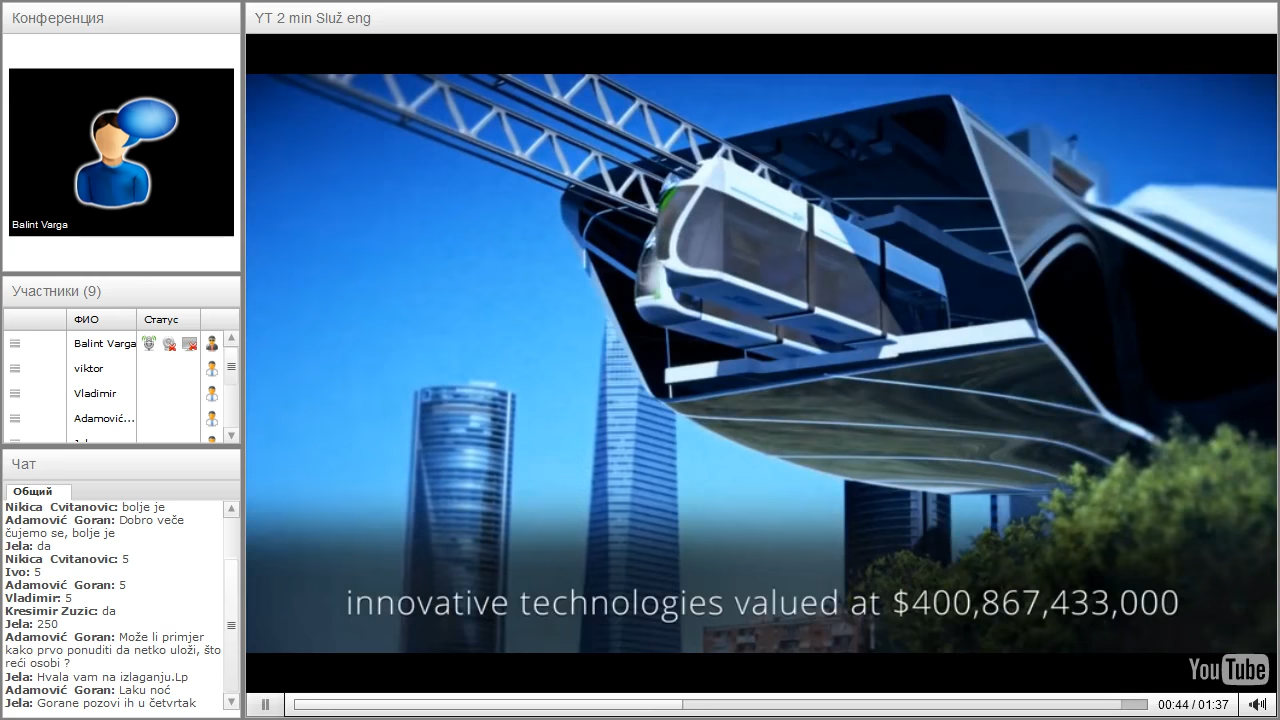 Конференция
Balint Varga
Участники (9)
ФИО
Статус
Balint Varga
viktor
Vladimir
Adamović...
Чат
Общий
Nikica Cvitanovic: bolje je
Adamović Goran: Dobro veče
čujemo se, bolje je
Jela: da
Nikica Cvitanovic: 5
Ivo: 5
Adamović Goran: 5
Vladimir: 5
Kresimir Zuzic: da
Jela: 250
Adamović Goran: Može li primjer
kako prvo ponuditi da netko uloži, što
reći osobi ?
Jela: Hvala vam na izlaganju.Lp
Adamović Goran: Laku noć
Jela: Gorane pozovi ih u četvrtak
YT 2 min Služ eng
innovative technologies valued at $400,867,433,000
YouTube
00:44 / 01:37